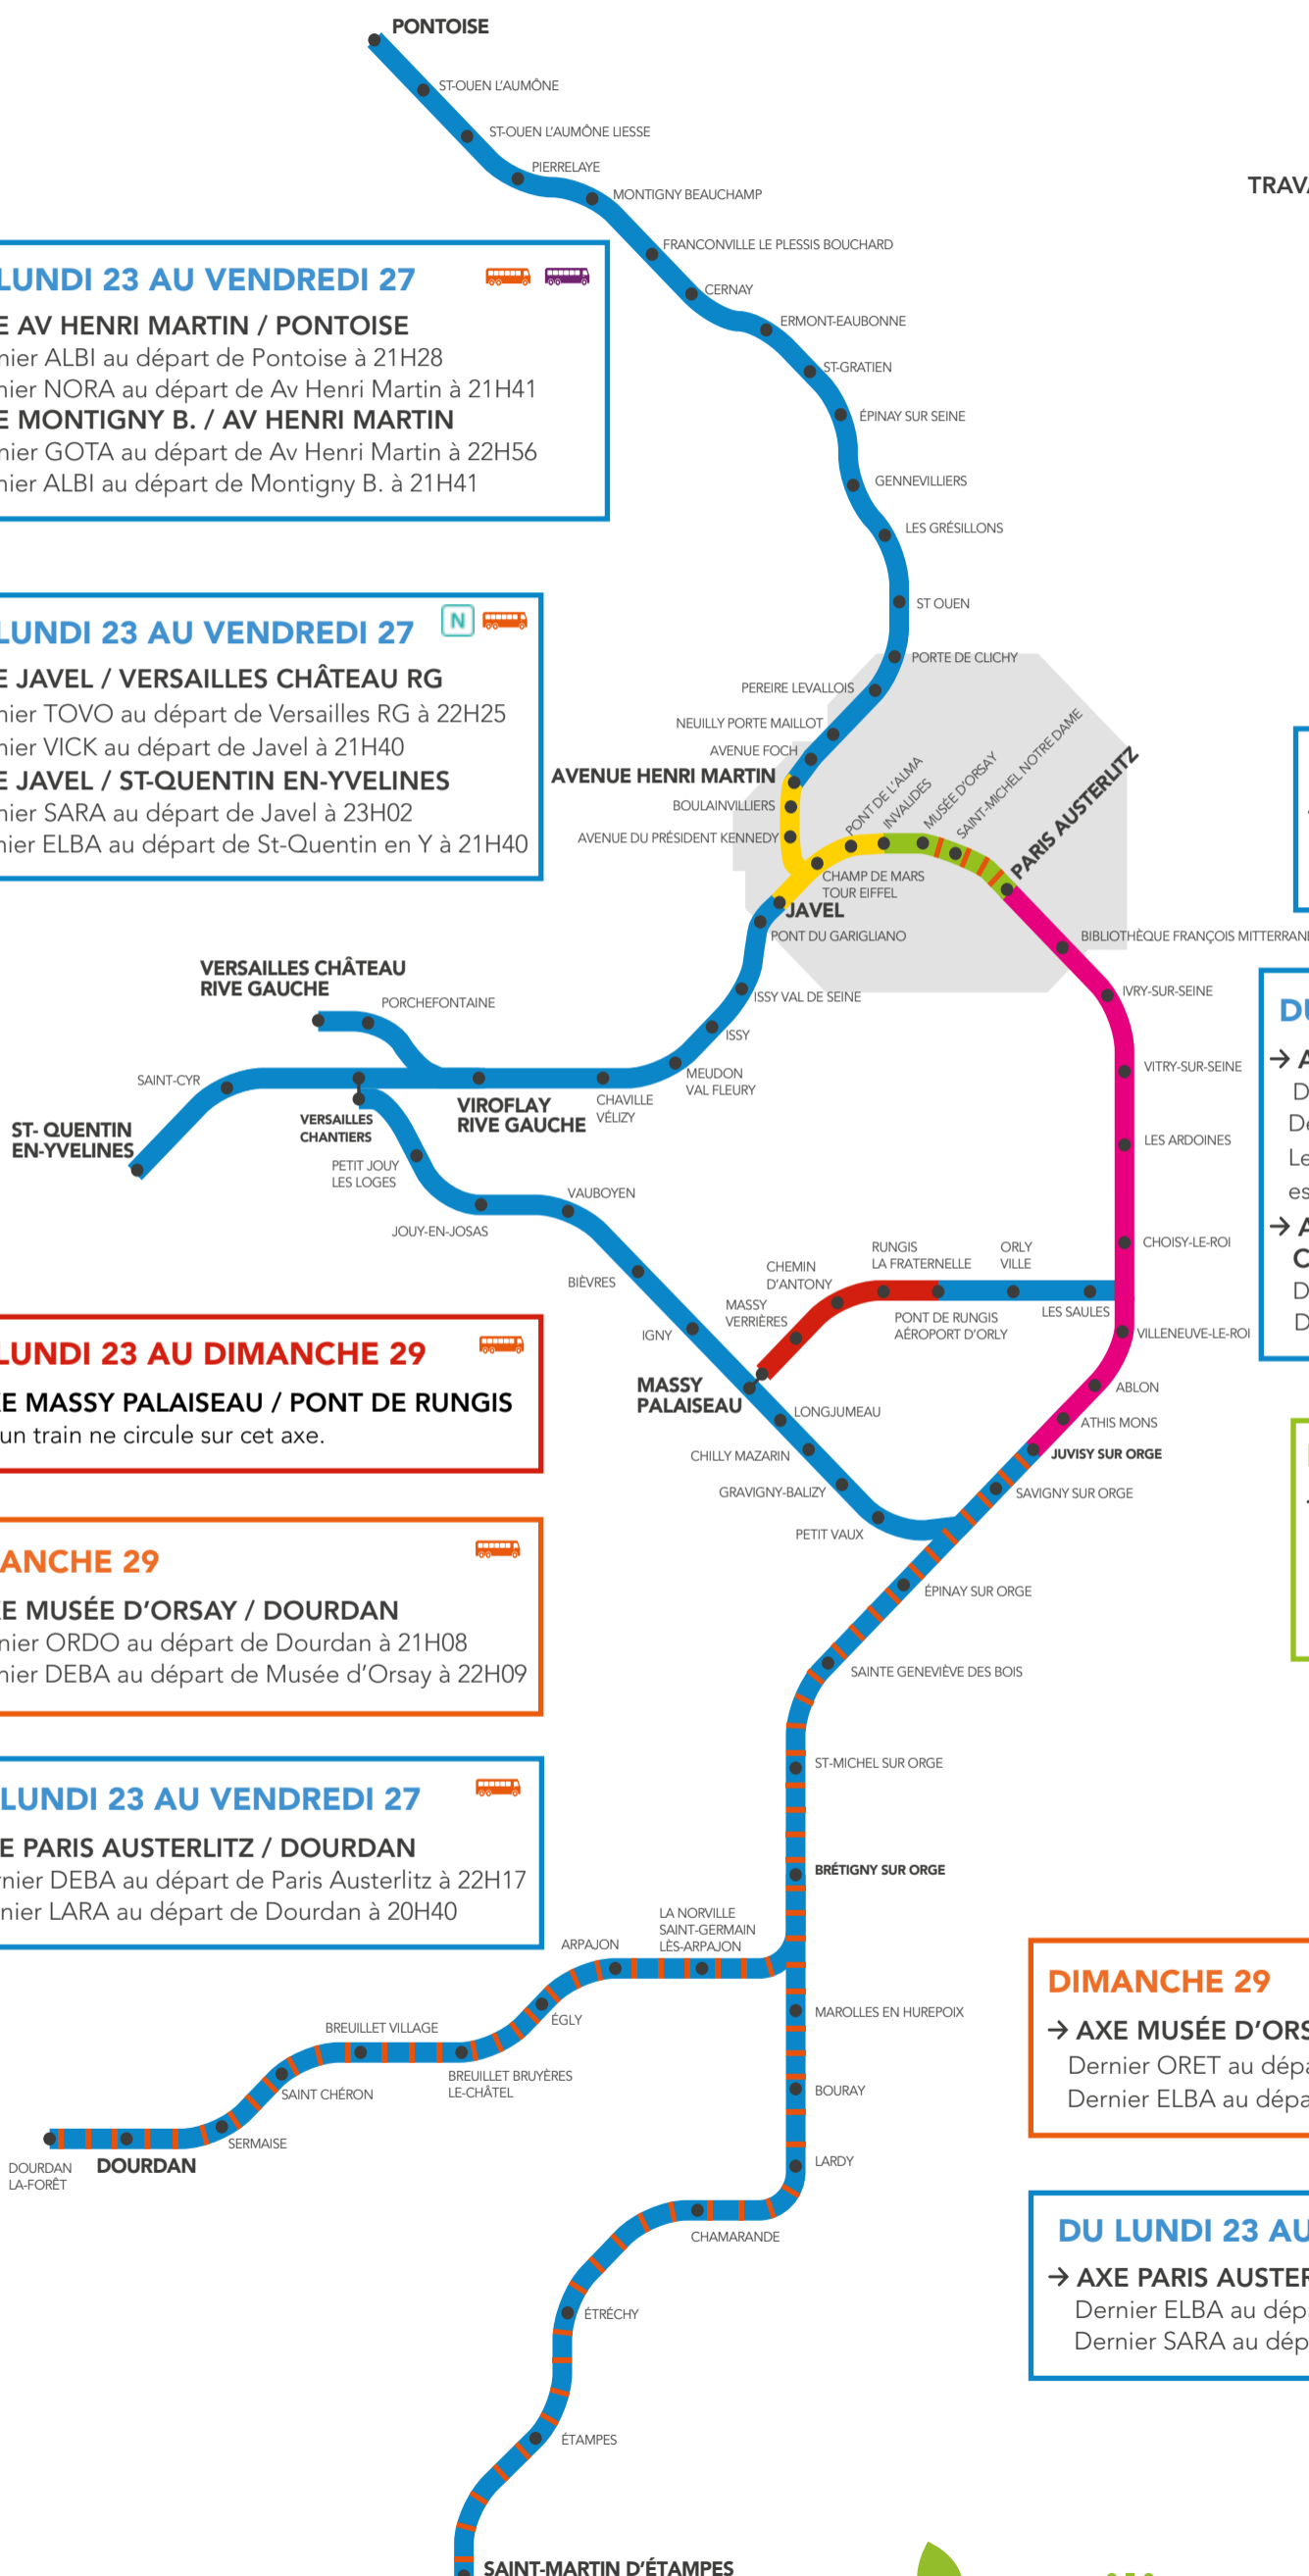 PONTOISE
ST-OUEN L'AUMÔNE
ST-OUEN L'AUMÔNE LIESSE
PIERRELAYE
MONTIGNY BEAUCHAMP
FRANCONVILLE LE PLESSIS BOUCHARD
CERNAY
ERMONT-EAUBONNE
ST-GRATIEN
ÉPINAY SUR SEINE
GENNEVILLIERS
LES GRÉSILLONS
ST OUEN
PORTE DE CLICHY
PEREIRE LEVALLOIS
NEUILLY PORTE MAILLOT
AVENUE FOCH
AVENUE HENRI MARTIN
BOULAINVILLIERS
AVENUE DU PRÉSIDENT KENNEDY
PONT DE L'ALMA
INVALIDES
MUSÉE D'ORSAY
SAINT-MICHEL NOTRE DAME
PARIS AUSTERLITZ
CHAMP DE MARS
TOUR EIFFEL
JAVEL
PONT DU GARIGLIANO
ISSY VAL DE SEINE
ISSY
MEUDON
VAL FLEURY
CHAVILLE
VÉLIZY
VIROFLAY
RIVE GAUCHE
PORCHEFONTAINE
VERSAILLES CHÂTEAU
RIVE GAUCHE
SAINT-CYR
ST- QUENTIN
EN-YVELINES
VERSAILLES
CHANTIERS
PETIT JOUY
LES LOGES
JOUY-EN-JOSAS
VAUBOYEN
BIÈVRES
IGNY
MASSY
PALAISEAU
MASSY
VERRIÈRES
CHEMIN
D'ANTONY
RUNGIS
LA FRATERNELLE
PONT DE RUNGIS
AÉROPORT D'ORLY
ORLY
VILLE
LES SAULES
LONGJUMEAU
CHILLY MAZARIN
GRAVIGNY-BALIZY
PETIT VAUX
BIBLIOTHÈQUE FRANÇOIS MITTERRAN
IVRY-SUR-SEINE
VITRY-SUR-SEINE
LES ARDOINES
CHOISY-LE-ROI
VILLENEUVE-LE-ROI
ABLON
ATHIS MONS
JUVISY SUR ORGE
SAVIGNY SUR ORGE
ÉPINAY SUR ORGE
SAINTE GENEVIÈVE DES BOIS
ST-MICHEL SUR ORGE
BRÉTIGNY SUR ORGE
LA NORVILLE
SAINT-GERMAIN
LÈS-ARPAJON
ARPAJON
ÉGLY
BREUILLET BRUYÈRES
LE-CHÂTEL
BREUILLET VILLAGE
SAINT CHÉRON
SERMAISE
DOURDAN
DOURDAN
LA-FORÊT
MAROLLES EN HUREPOIX
BOURAY
LARDY
CHAMARANDE
ÉTRÉCHY
ÉTAMPES
SAINT-MARTIN D'ÉTAMPES
LUNDI 23 AU VENDREDI 27
E AV HENRI MARTIN / PONTOISE
nier ALBI au départ de Pontoise à 21H28
nier NORA au départ de Av Henri Martin à 21H41
E MONTIGNY B. / AV HENRI MARTIN
nier GOTA au départ de Av Henri Martin à 22H56
nier ALBI au départ de Montigny B. à 21H41
LUNDI 23 AU VENDREDI 27 N
E JAVEL / VERSAILLES CHÂTEAU RG
nier TOVO au départ de Versailles RG à 22H25
nier VICK au départ de Javel à 21H40
E JAVEL / ST-QUENTIN EN-YVELINES
nier SARA au départ de Javel à 23H02
nier ELBA au départ de St-Quentin en Y à 21H40
LUNDI 23 AU DIMANCHE 29
E MASSY PALAISEAU / PONT DE RUNGIS
un train ne circule sur cet axe.
ANCHE 29
E MUSÉE D'ORSAY / DOURDAN
nier ORDO au départ de Dourdan à 21H08
nier DEBA au départ de Musée d'Orsay à 22H09
LUNDI 23 AU VENDREDI 27
E PARIS AUSTERLITZ / DOURDAN
rnier DEBA au départ de Paris Austerlitz à 22H17
nier LARA au départ de Dourdan à 20H40
TRAVA
DU
→ A
D
De
Le
es
→ A
C
D
D
DIMANCHE 29
→ AXE MUSÉE D'ORS
Dernier ORET au dépa
Dernier ELBA au dépa
DU LUNDI 23 AU
→ AXE PARIS AUSTER
Dernier ELBA au dép
Dernier SARA au dép